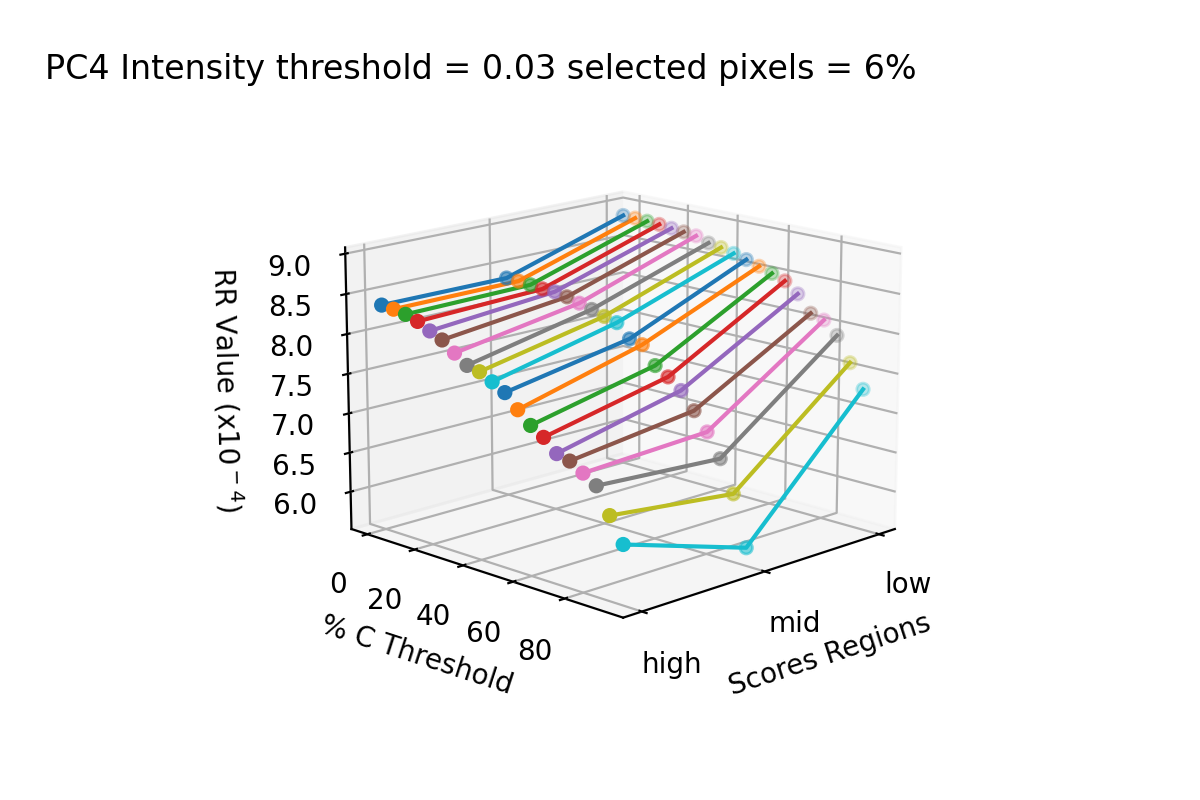 PC4 Intensity threshold = 0.03 selected pixels = 6%
RR Value (x10⁻⁴)
9.0
8.5
8.0
7.5
7.0
6.5
6.0
0
20
40
60
80
% C Threshold
high
mid
low
Scores Regions